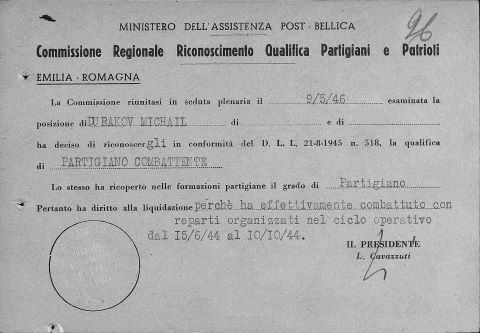 96
MINISTERO DELL'ASSISTENZA POST-BELLICA
Commissione Regionale Riconoscimento Qualifica Partigiani e Patrioti
EMILIA - ROMAGNA
La Commissione riunitasi in seduta plenaria il 9/5/46 esaminata la
posizione di DURAKOV MICHAIL di e di
ha deciso di riconoscergli in conformità del D. L. L. 21-8-1945 n. 518, la qualifica
di PARTIGIANO COMBATTENTE
Lo stesso ha ricoperto nelle formazioni partigiane il grado di Partigiano
Pertanto ha diritto alla liquidazione perchè ha effettivamente combattuto con
reparti organizzati nel ciclo operativo
dal I5/6/44 al IO/IO/44.
IL PRESIDENTE
L. Cavazzuti